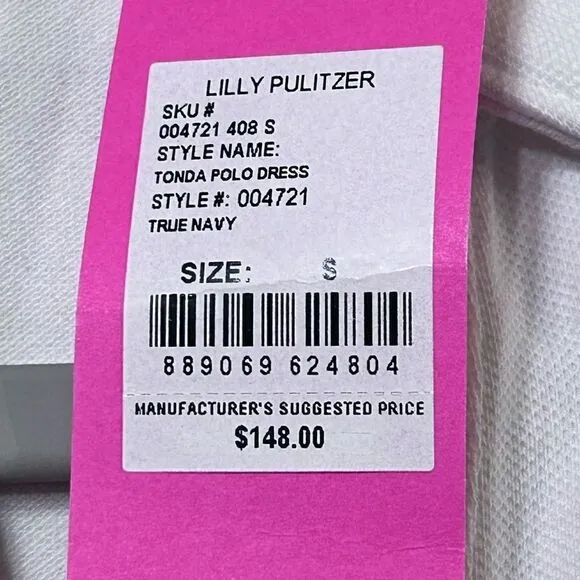 LILLY PULITZER
SKU #
004721 408 S
STYLE NAME:
TONDA POLO DRESS
STYLE #: 004721
TRUE NAVY
SIZE: S
889069 624804
MANUFACTURER'S SUGGESTED PRICE
$148.00